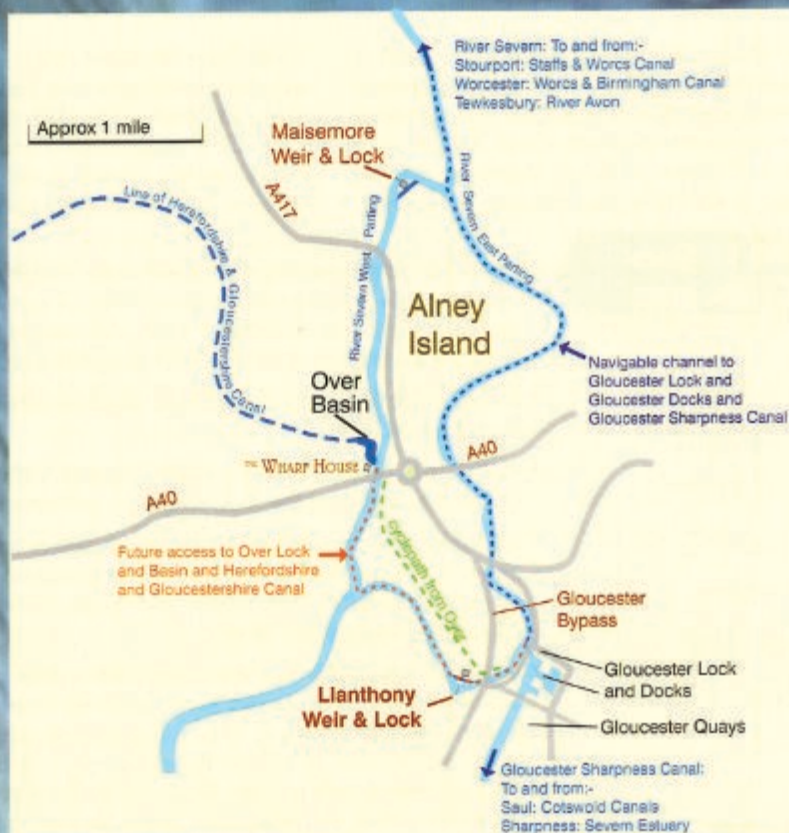 River Severn: To and from:-
Stourport: Staffs & Worcs Canal
Worcester: Worcs & Birmingham Canal
Tewkesbury: River Avon
Approx 1 mile
Maisemore
Weir & Lock
A417
Line of Herefordshire & Gloucestershire Canal
River Severn West Parting
River Severn East Parting
Alney
Island
Navigable channel to
Gloucester Lock and
Gloucester Docks and
Gloucester Sharpness Canal
Over
Basin
THE WHARF HOUSE
A40
A40
cyclepath from Over
Future access to Over Lock
and Basin and Herefordshire
and Gloucestershire Canal
Gloucester
Bypass
Gloucester Lock
and Docks
Llanthony
Weir & Lock
Gloucester Quays
Gloucester Sharpness Canal:
To and from:-
Saul: Cotswold Canals
Sharpness: Severn Estuary